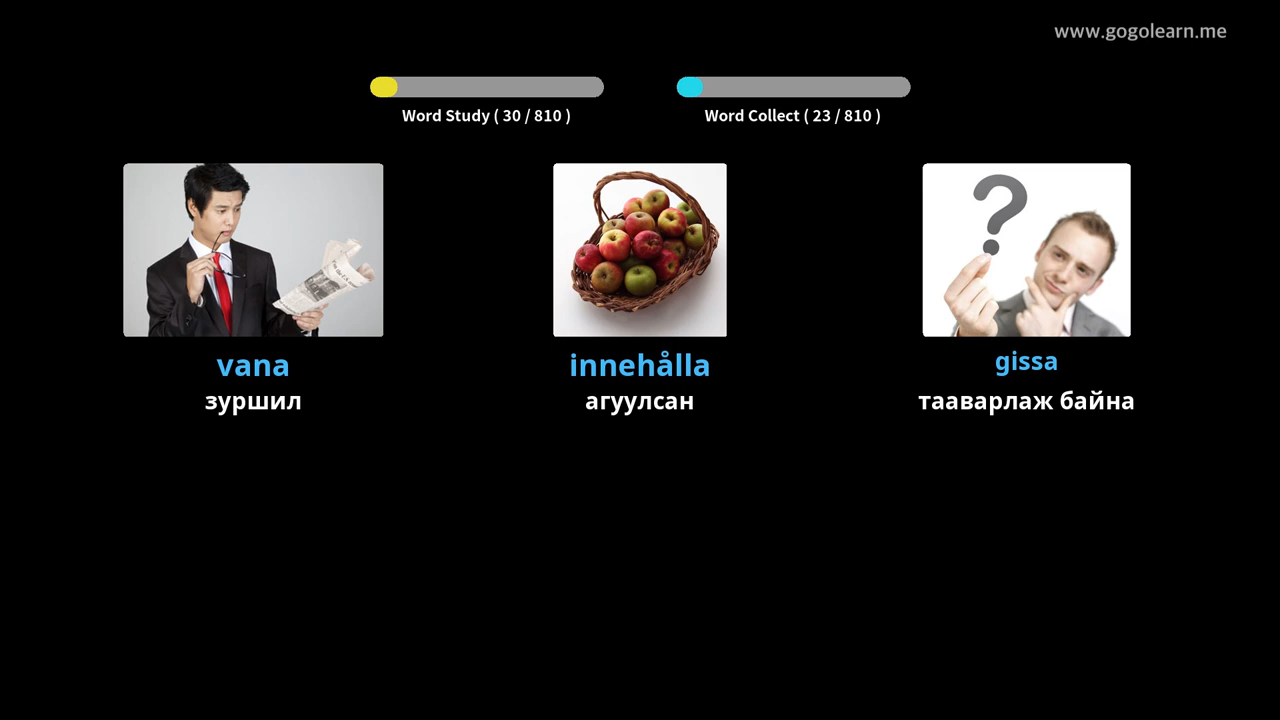 www.gogolearn.me
Word Study ( 30 / 810 )
Word Collect ( 23 / 810 )
vana
зуршил
innehålla
агуулсан
gissa
тааварлаж байна